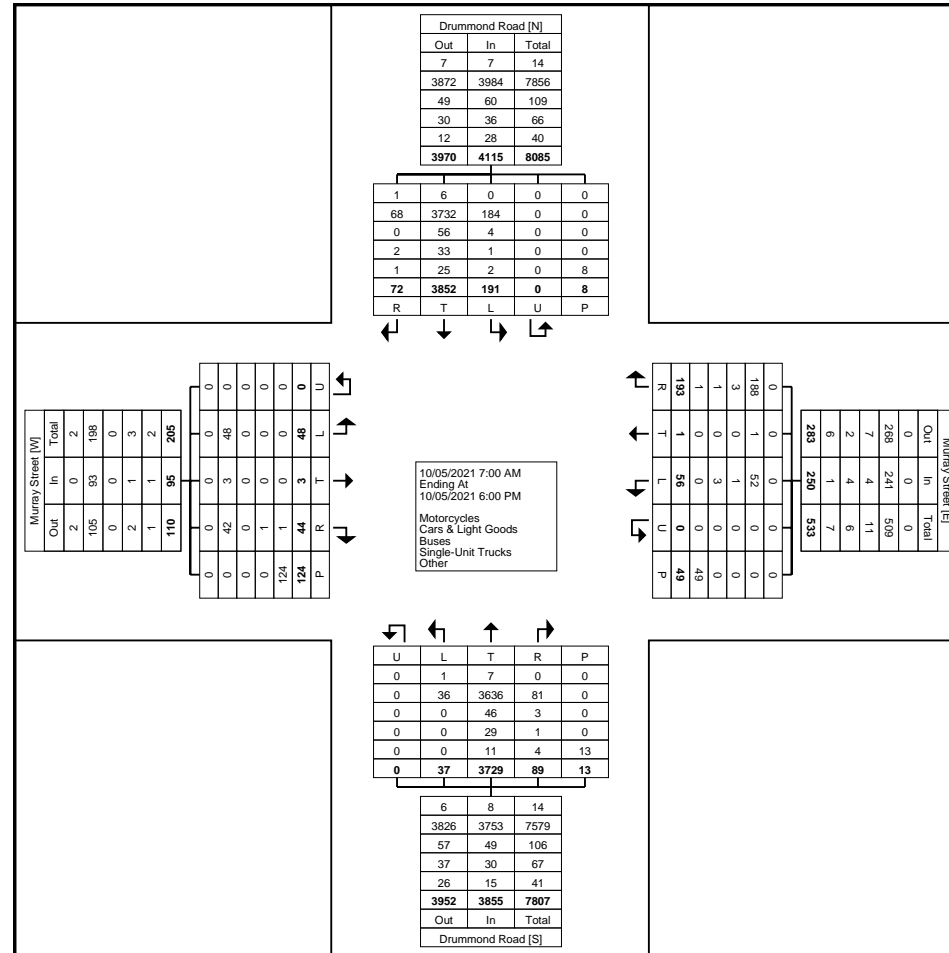 Drummond Road [N]
Out In Total
7 7 14
3872 3984 7856
49 60 109
30 36 66
12 28 40
3970 4115 8085
1 6 0 0 0
68 3732 184 0 0
0 56 4 0 0
2 33 1 0 0
1 25 2 0 8
72 3852 191 0 8
R T L U P
Murray Street [W]
Out In Total
2 0 2
105 93 198
0 0 0
2 1 3
1 1 2
110 95 205
0 0 0 0 0
0 42 3 48 0
0 0 0 0 0
0 1 0 0 0
124 1 0 0 0
124 44 3 48 0
P R T L U
10/05/2021 7:00 AM
Ending At
10/05/2021 6:00 PM
Motorcycles
Cars & Light Goods
Buses
Single-Unit Trucks
Other
Murray Street [E]
Out In Total
0 0 0
268 241 509
7 4 11
2 4 6
6 1 7
283 250 533
0 0 0 0 0
188 1 52 0 0
3 0 1 0 0
1 0 3 0 0
1 0 0 0 49
193 1 56 0 49
R T L U P
U L T R P
0 1 7 0 0
0 36 3636 81 0
0 0 46 3 0
0 0 29 1 0
0 0 11 4 13
0 37 3729 89 13
6 8 14
3826 3753 7579
57 49 106
37 30 67
26 15 41
3952 3855 7807
Out In Total
Drummond Road [S]